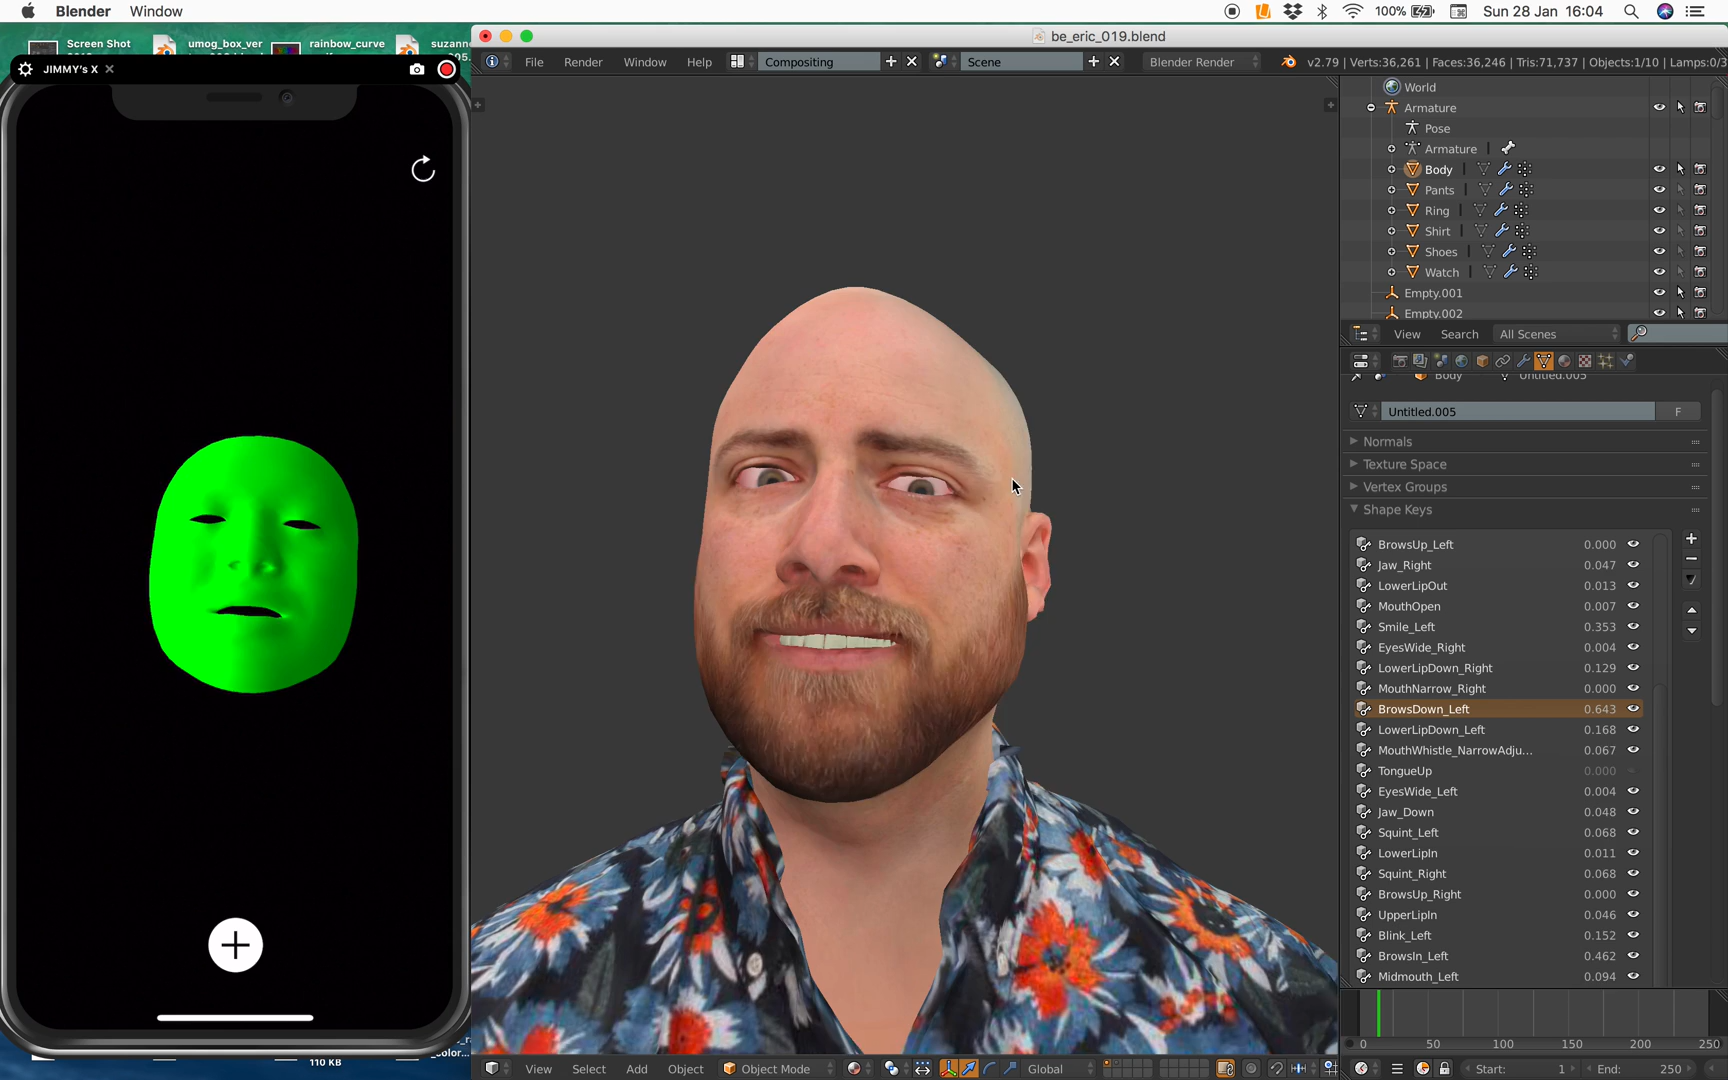 Blender Window
100% Sun 28 Jan 16:04
Screen Shot
umog_box_ver
rainbow_curve
suzanne
JIMMY's X
110 KB
be_eric_019.blend
File Render Window Help Compositing Scene Blender Render v2.79 | Verts:36,261 | Faces:36,246 | Tris:71,737 | Objects:1/10 | Lamps:0/3
World
Armature
Pose
Armature
Body
Pants
Ring
Shirt
Shoes
Watch
Empty.001
Empty.002
View Search All Scenes
Body Untitled.005
Untitled.005 F
Normals
Texture Space
Vertex Groups
Shape Keys
BrowsUp_Left 0.000
Jaw_Right 0.047
LowerLipOut 0.013
MouthOpen 0.007
Smile_Left 0.353
EyesWide_Right 0.004
LowerLipDown_Right 0.129
MouthNarrow_Right 0.000
BrowsDown_Left 0.643
LowerLipDown_Left 0.168
MouthWhistle_NarrowAdju... 0.067
TongueUp 0.000
EyesWide_Left 0.004
Jaw_Down 0.048
Squint_Left 0.068
LowerLipIn 0.011
Squint_Right 0.068
BrowsUp_Right 0.000
UpperLipIn 0.046
Blink_Left 0.152
BrowsIn_Left 0.462
Midmouth_Left 0.094
0 50 100 150 200 250
View Select Add Object Object Mode Global
Start: 1 End: 250